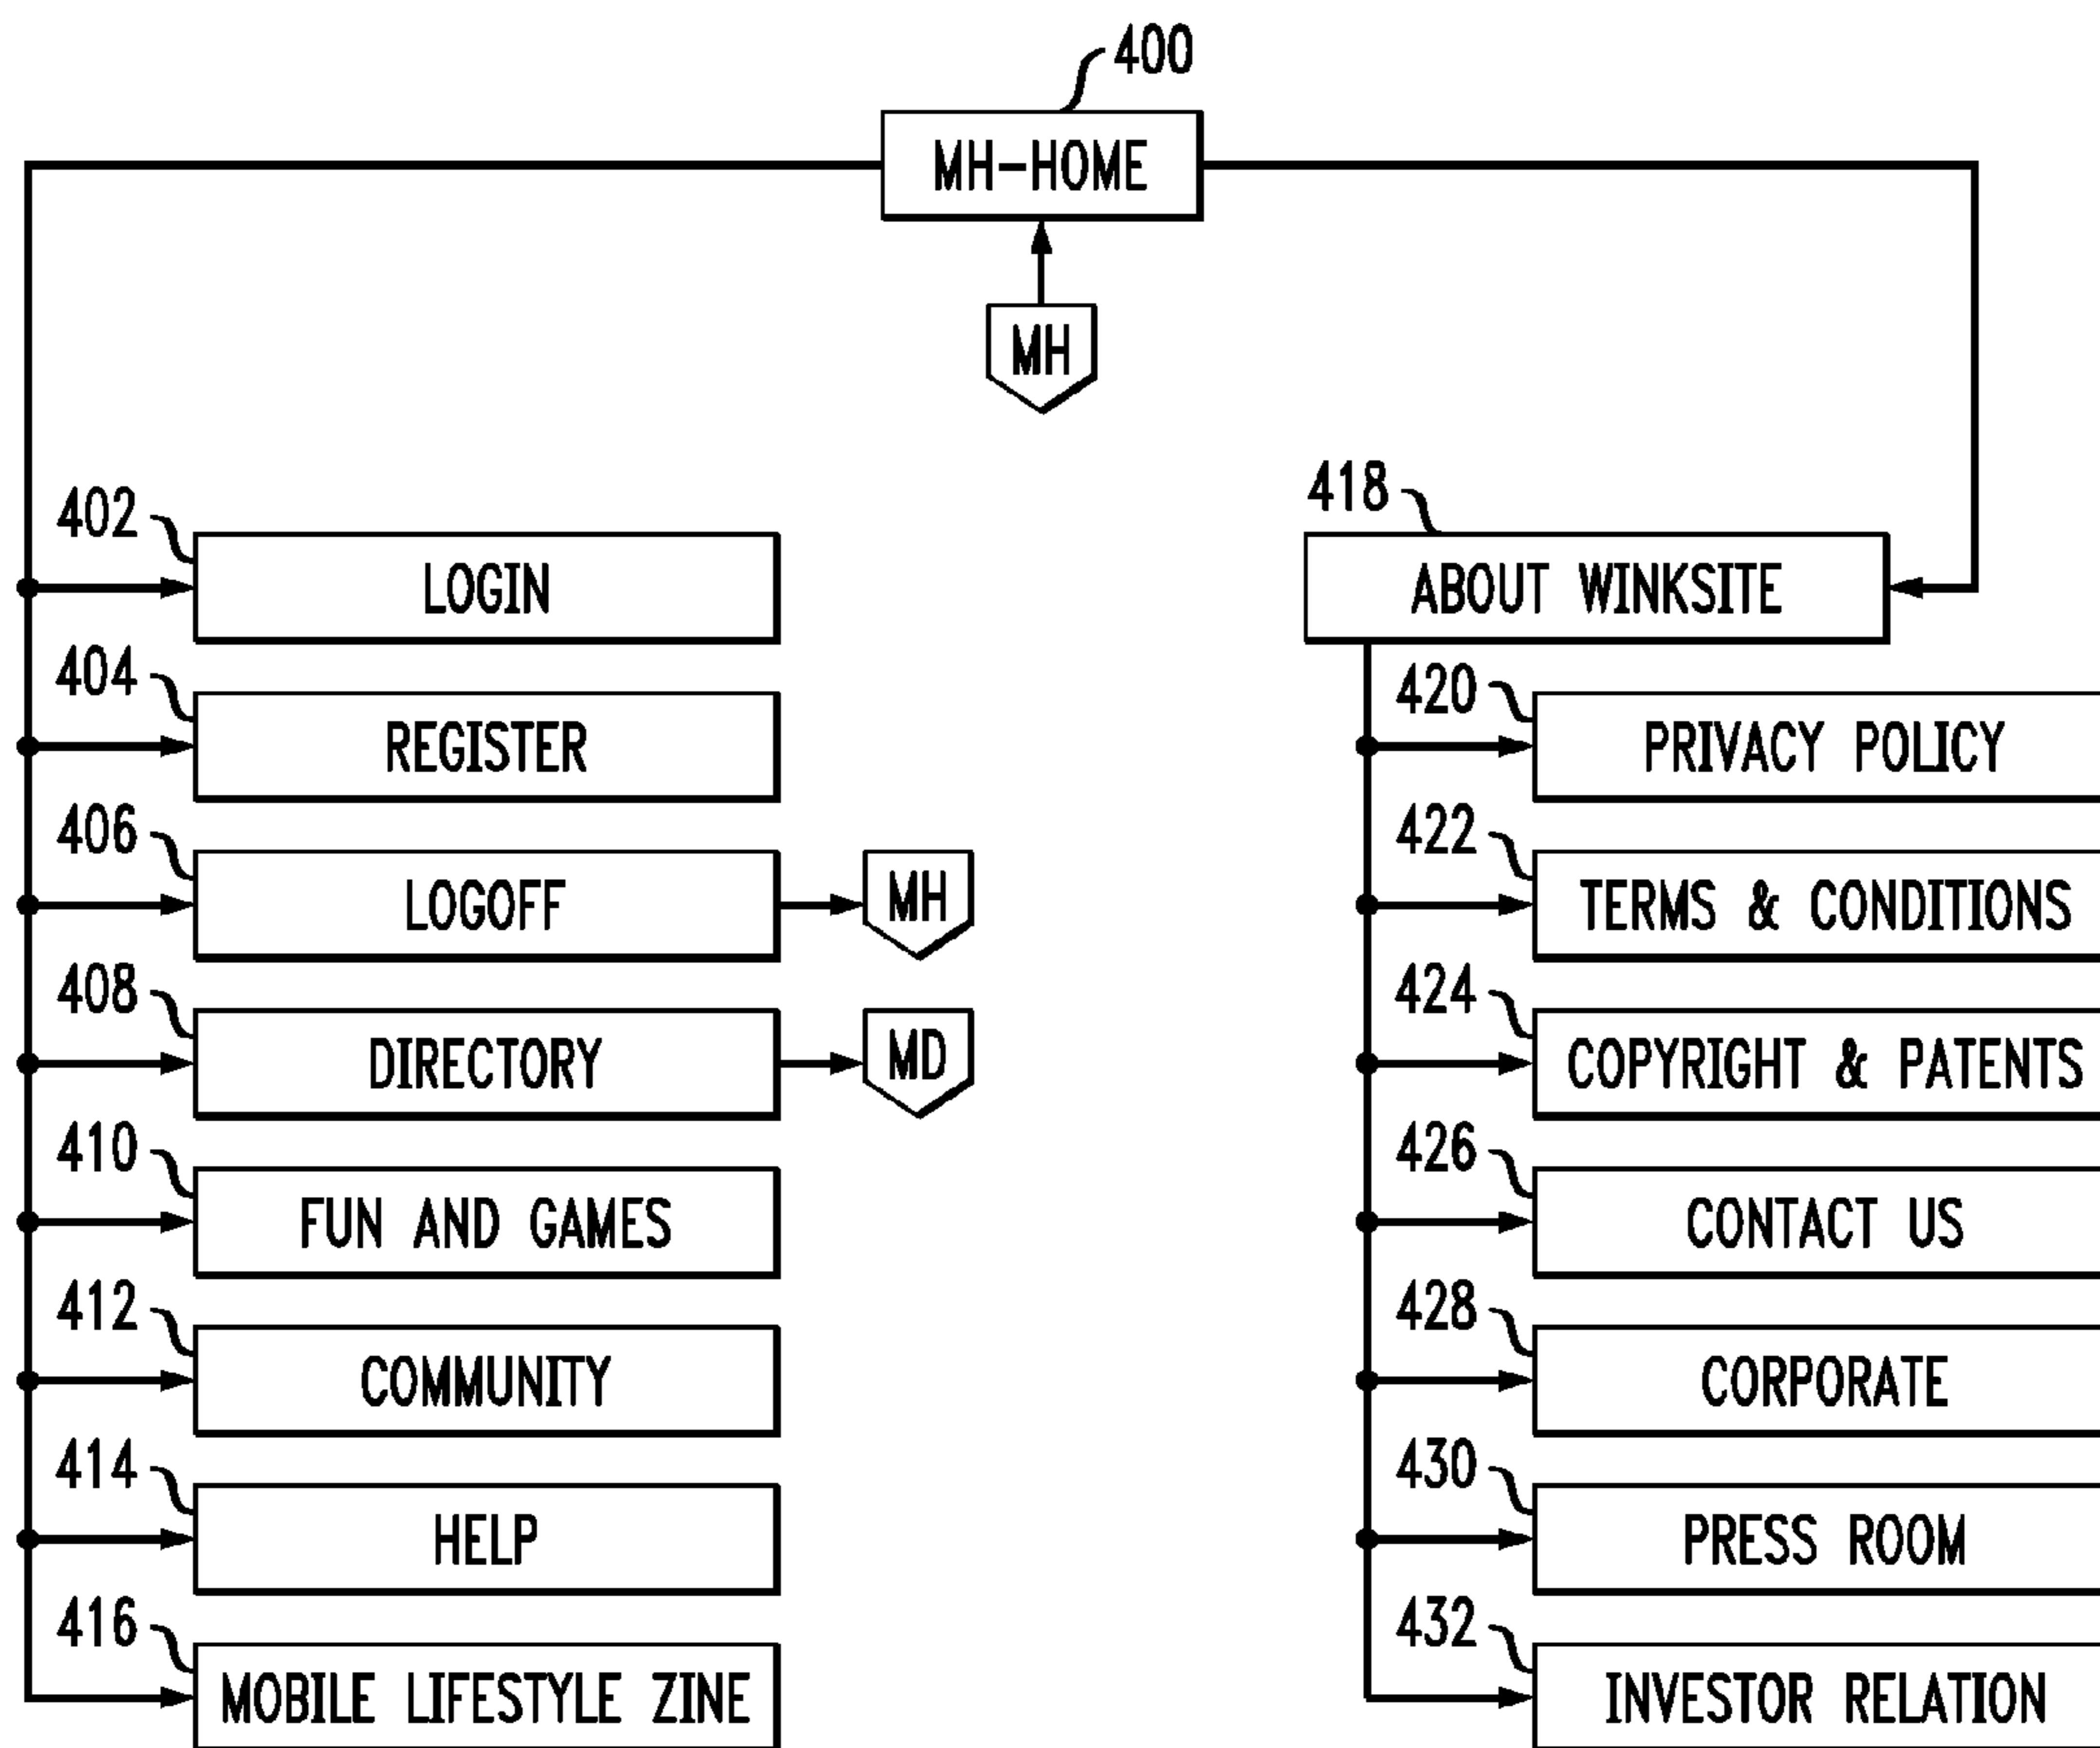 400
MH-HOME
MH
402
LOGIN
404
REGISTER
406
LOGOFF
MH
408
DIRECTORY
MD
410
FUN AND GAMES
412
COMMUNITY
414
HELP
416
MOBILE LIFESTYLE ZINE
418
ABOUT WINKSITE
420
PRIVACY POLICY
422
TERMS & CONDITIONS
424
COPYRIGHT & PATENTS
426
CONTACT US
428
CORPORATE
430
PRESS ROOM
432
INVESTOR RELATION